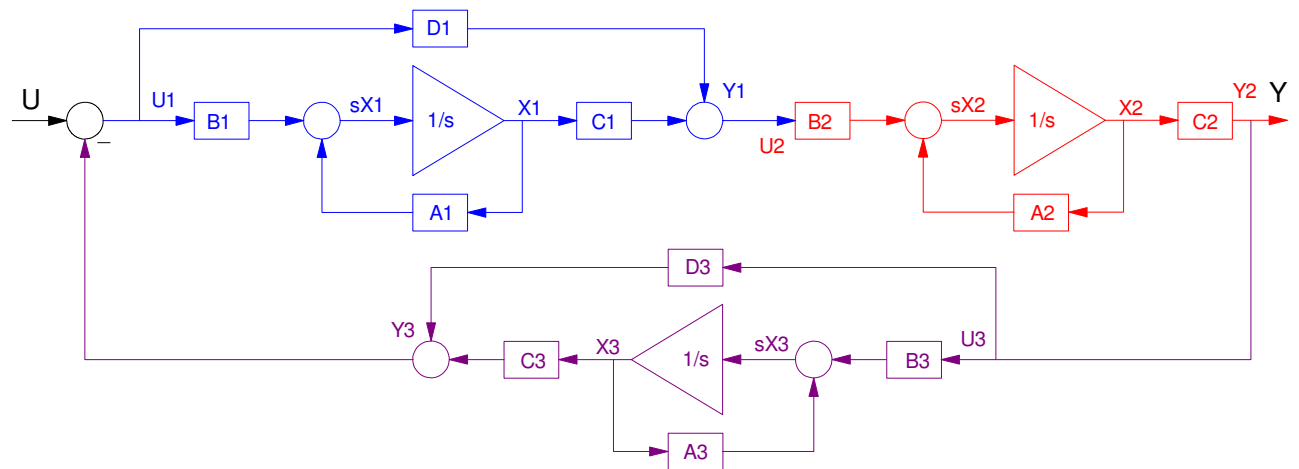 D1
U
U1
B1
sX1
1/s
X1
C1
Y1
U2
B2
sX2
1/s
X2
C2
Y2
Y
–
A1
A2
D3
Y3
C3
X3
1/s
sX3
B3
U3
A3